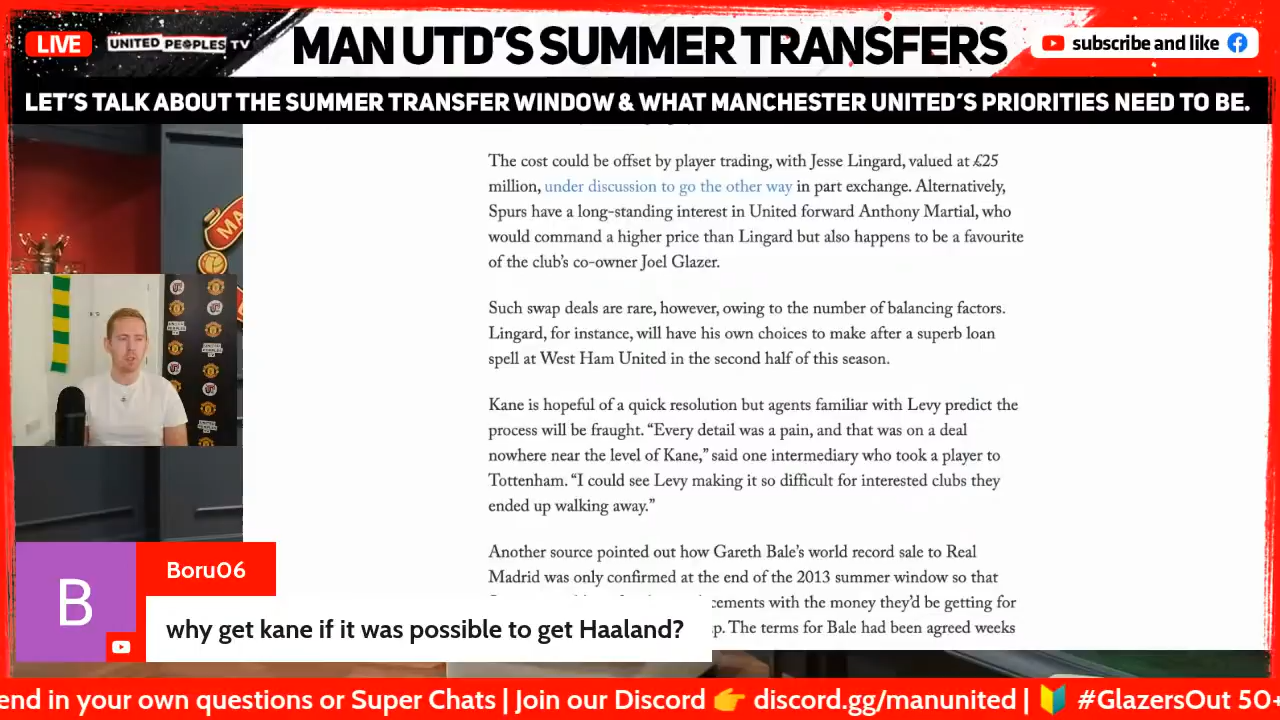 LIVE
UNITED PEOPLES TV
MAN UTD'S SUMMER TRANSFERS
subscribe and like
LET'S TALK ABOUT THE SUMMER TRANSFER WINDOW & WHAT MANCHESTER UNITED'S PRIORITIES NEED TO BE.
The cost could be offset by player trading, with Jesse Lingard, valued at £25
million, under discussion to go the other way in part exchange. Alternatively,
Spurs have a long-standing interest in United forward Anthony Martial, who
would command a higher price than Lingard but also happens to be a favourite
of the club's co-owner Joel Glazer.
Such swap deals are rare, however, owing to the number of balancing factors.
Lingard, for instance, will have his own choices to make after a superb loan
spell at West Ham United in the second half of this season.
Kane is hopeful of a quick resolution but agents familiar with Levy predict the
process will be fraught. “Every detail was a pain, and that was on a deal
nowhere near the level of Kane,” said one intermediary who took a player to
Tottenham. “I could see Levy making it so difficult for interested clubs they
ended up walking away.”
Another source pointed out how Gareth Bale's world record sale to Real
Madrid was only confirmed at the end of the 2013 summer window so that
with the money they'd be getting for
The terms for Bale had been agreed weeks
B
Boru06
why get kane if it was possible to get Haaland?
end in your own questions or Super Chats | Join our Discord 👉 discord.gg/manunited | 🔰 #GlazersOut 50+